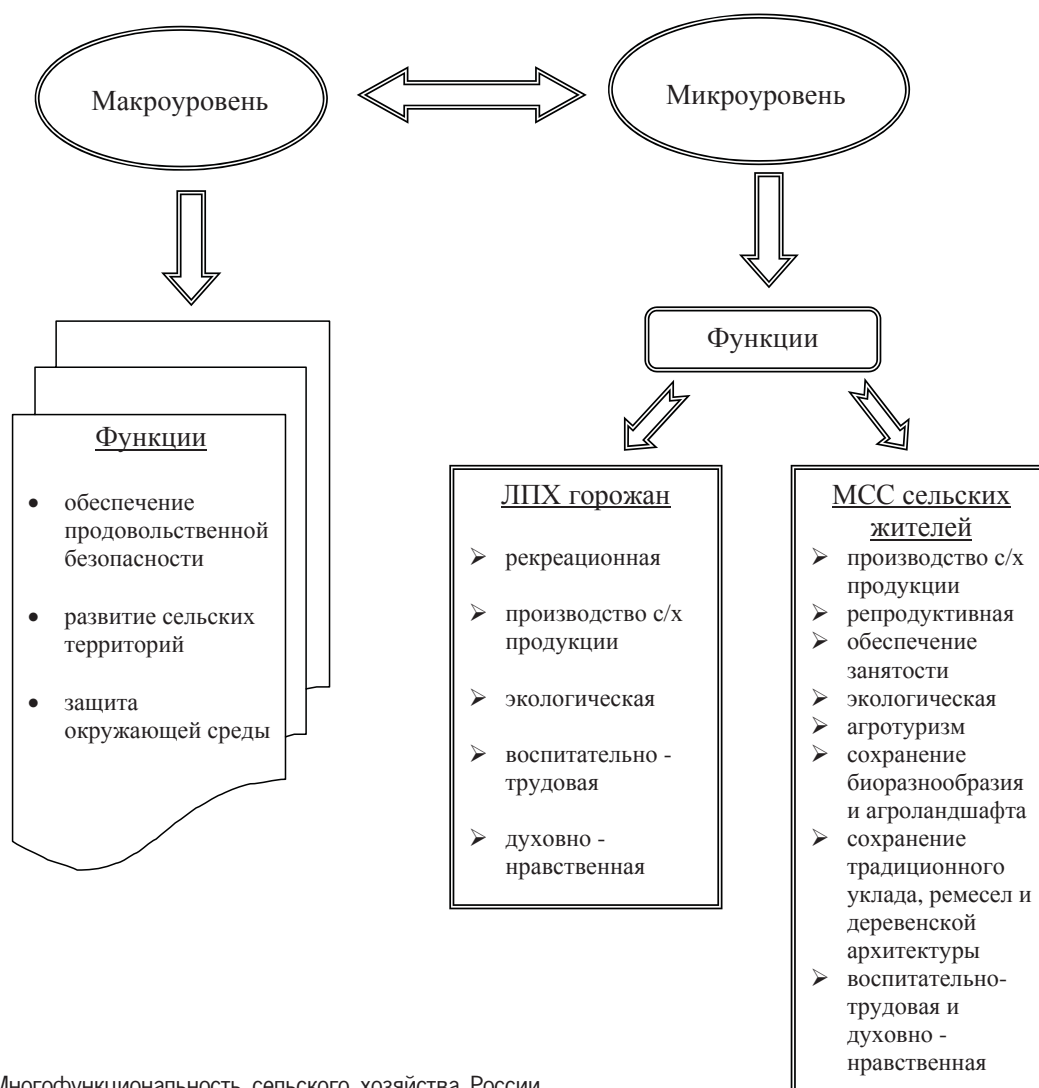 Макроуровень
Микроуровень
Функции
• обеспечение
продовольственной
безопасности
• развитие сельских
территорий
• защита
окружающей среды
Функции
ЛПХ горожан
➢ рекреационная
➢ производство с/х
продукции
➢ экологическая
➢ воспитательно -
трудовая
➢ духовно -
нравственная
МСС сельских
жителей
➢ производство с/х
продукции
➢ репродуктивная
➢ обеспечение
занятости
➢ экологическая
➢ агротуризм
➢ сохранение
биоразнообразия
и агроландшафта
➢ сохранение
традиционного
уклада, ремесел и
деревенской
архитектуры
➢ воспитательно-
трудовая и
духовно -
нравственная
Многофункциональность сельского хозяйства России